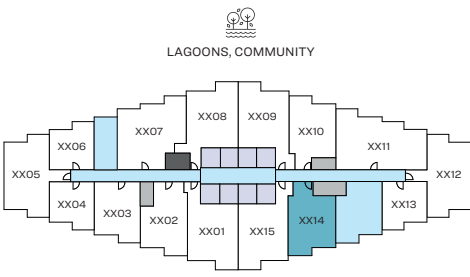 LAGOONS, COMMUNITY
XX08 XX09
XX07 XX10
XX06 XX11
XX05 XX12
XX04 XX13
XX03 XX14
XX02 XX01 XX15